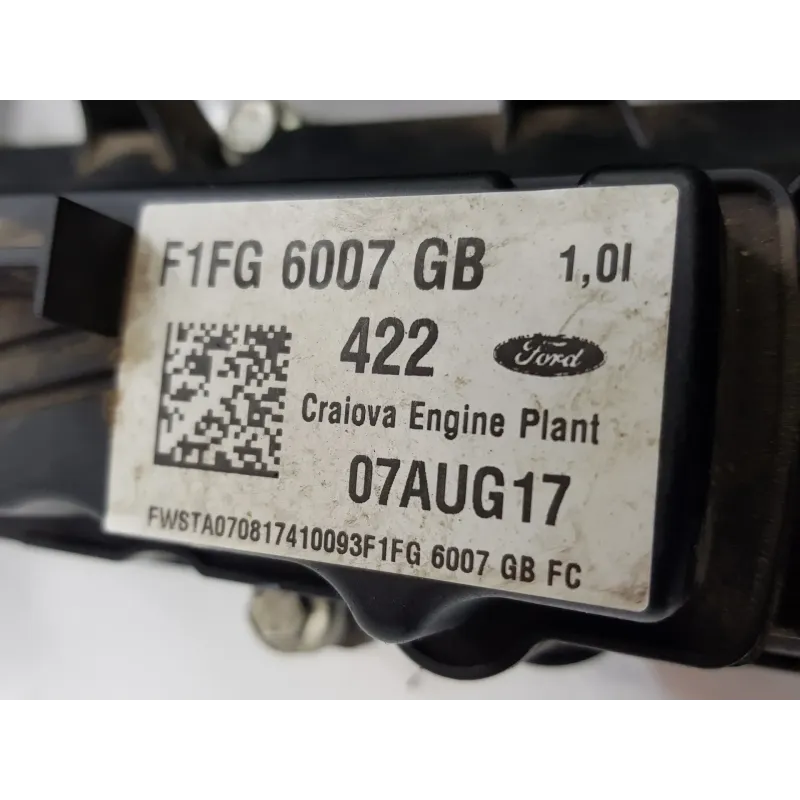 F1FG 6007 GB 1,0l
422 Ford
Craiova Engine Plant
07AUG17
FWSTA070817410093F1FG 6007 GB FC